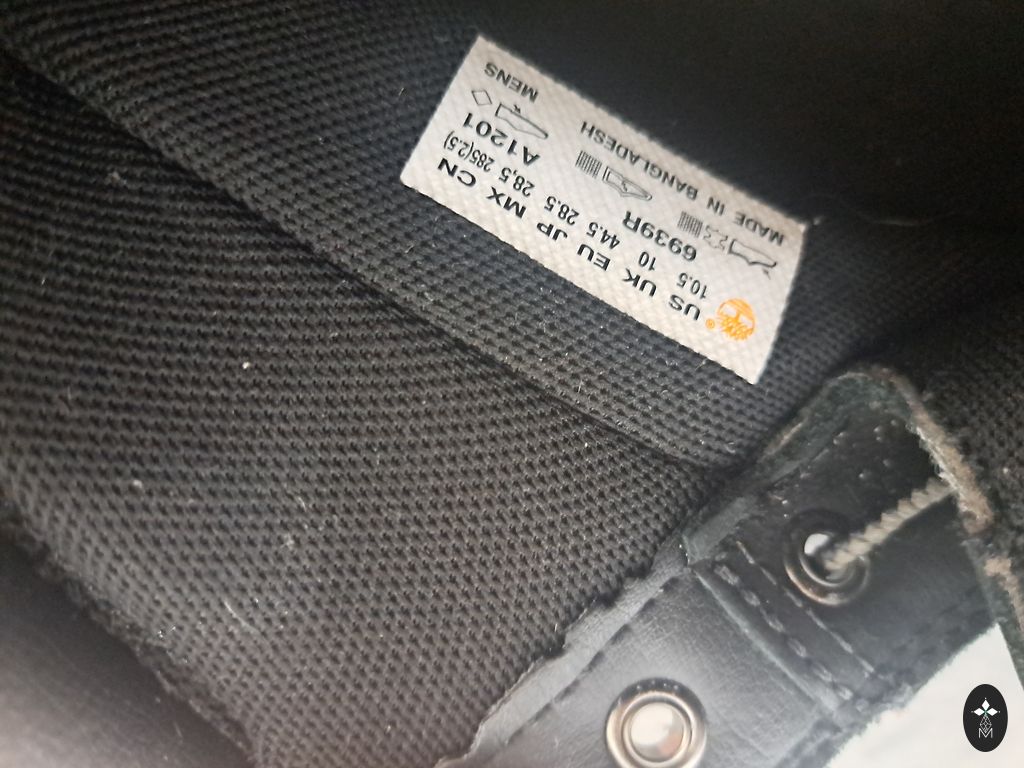 US UK EU JP MX CN
10.5 10 44.5 28.5 28,5 285(2.5)
6939R A1201
MADE IN BANGLADESH MENS
®
M